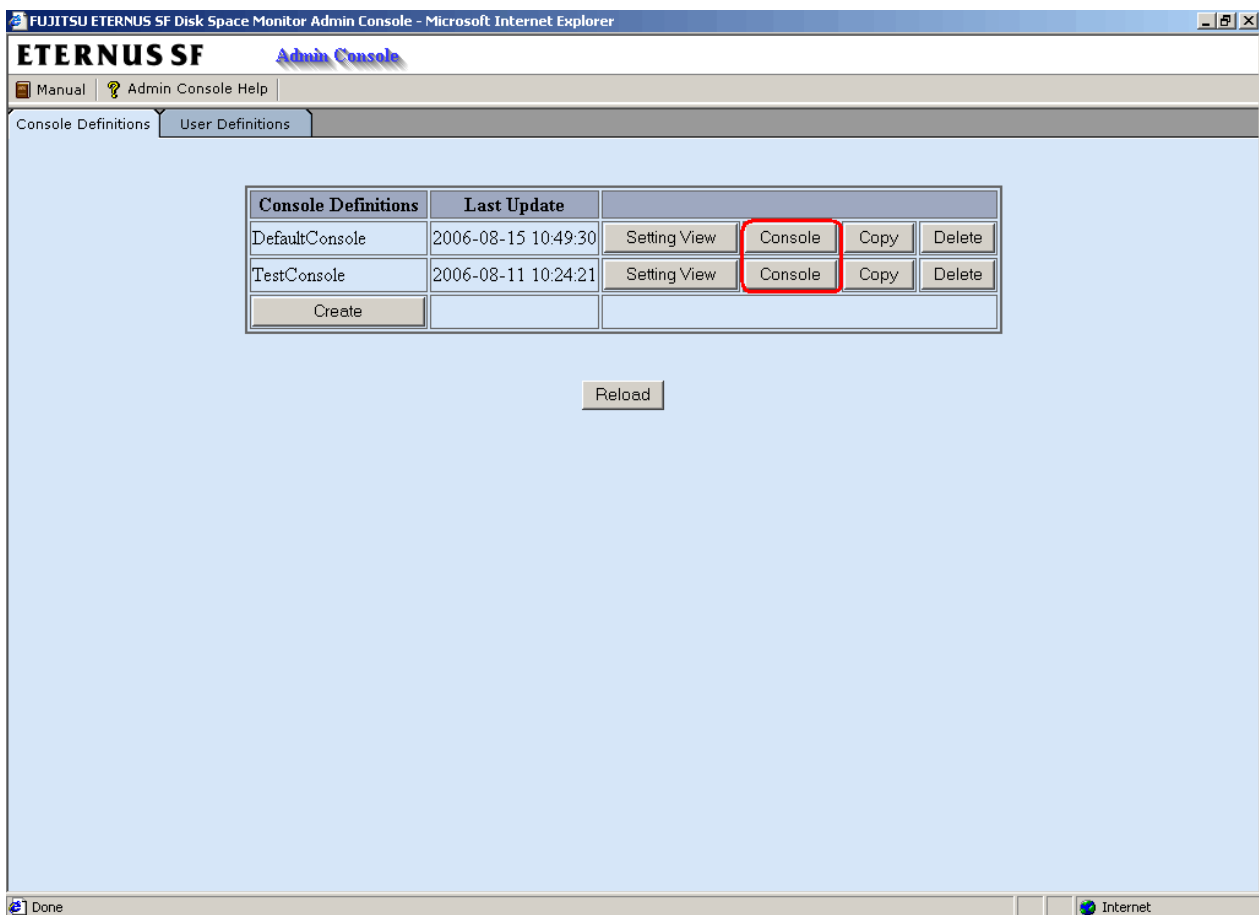 FUJITSU ETERNUS SF Disk Space Monitor Admin Console - Microsoft Internet Explorer
ETERNUS SF Admin Console
Manual Admin Console Help
Console Definitions User Definitions
Console Definitions Last Update
DefaultConsole 2006-08-15 10:49:30 Setting View Console Copy Delete
TestConsole 2006-08-11 10:24:21 Setting View Console Copy Delete
Create
Reload
Done Internet